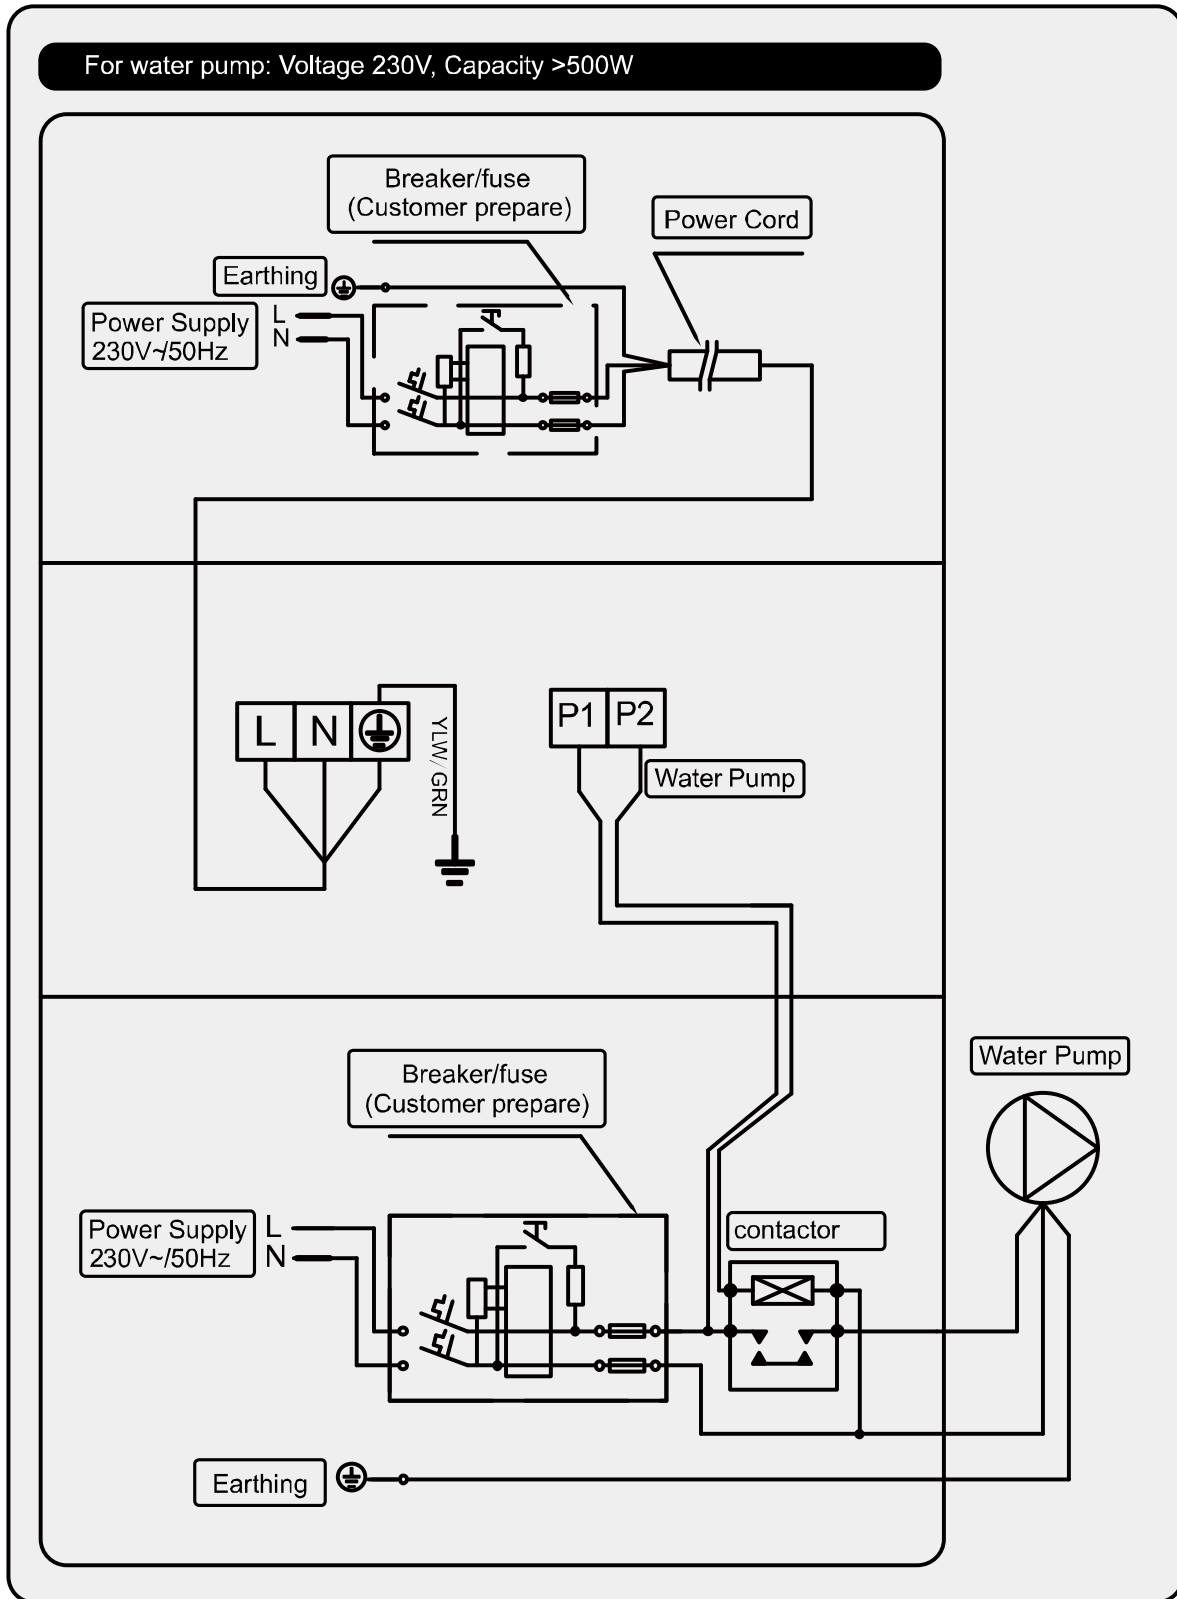 For water pump: Voltage 230V, Capacity >500W
Breaker/fuse
(Customer prepare)
Power Cord
Earthing
Power Supply
230V~/50Hz
L
N
L
N
YLW/GRN
P1
P2
Water Pump
Water Pump
Breaker/fuse
(Customer prepare)
Power Supply
230V~/50Hz
L
N
contactor
Earthing